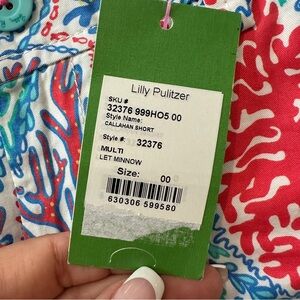 Lilly Pulitzer
SKU #
32376 999HO5 00
Style Name:
CALLAHAN SHORT
Style #: 32376
MULTI
LET MINNOW
Size: 00
630306 599580